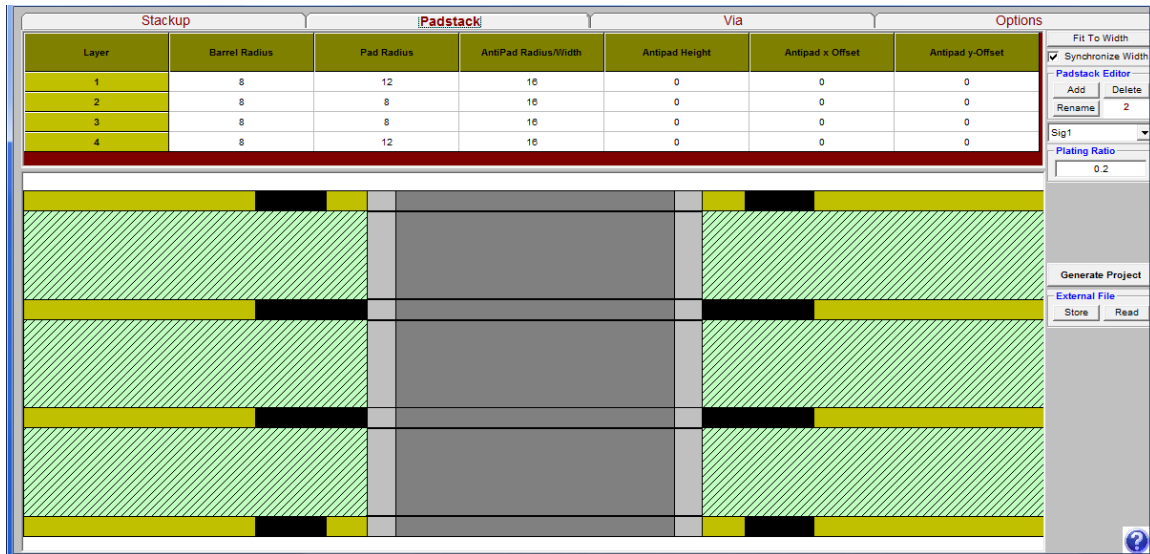 Stackup Padstack Via Options
Layer Barrel Radius Pad Radius AntiPad Radius/Width Antipad Height Antipad x Offset Antipad y-Offset
1 8 12 16 0 0 0
2 8 8 16 0 0 0
3 8 8 16 0 0 0
4 8 12 16 0 0 0
Fit To Width
Synchronize Width
Padstack Editor
Add Delete
Rename 2
Sig1
Plating Ratio
0.2
Generate Project
External File
Store Read
?